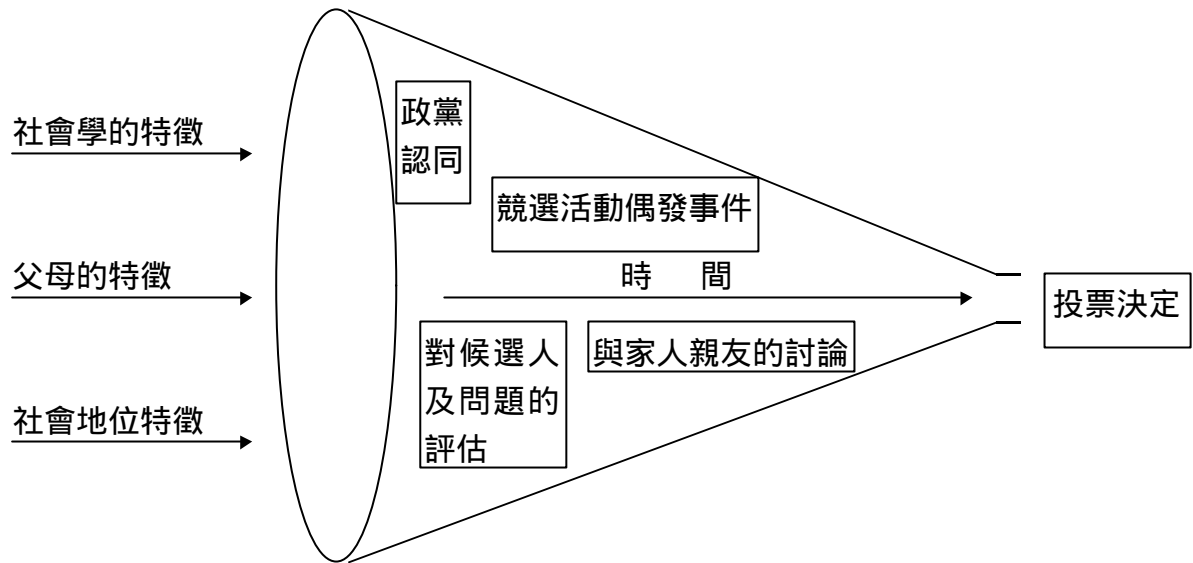 社會學的特徵
父母的特徵
社會地位特徵
政黨
認同
競選活動偶發事件
時 間
對候選人
及問題的
評估
與家人親友的討論
投票決定